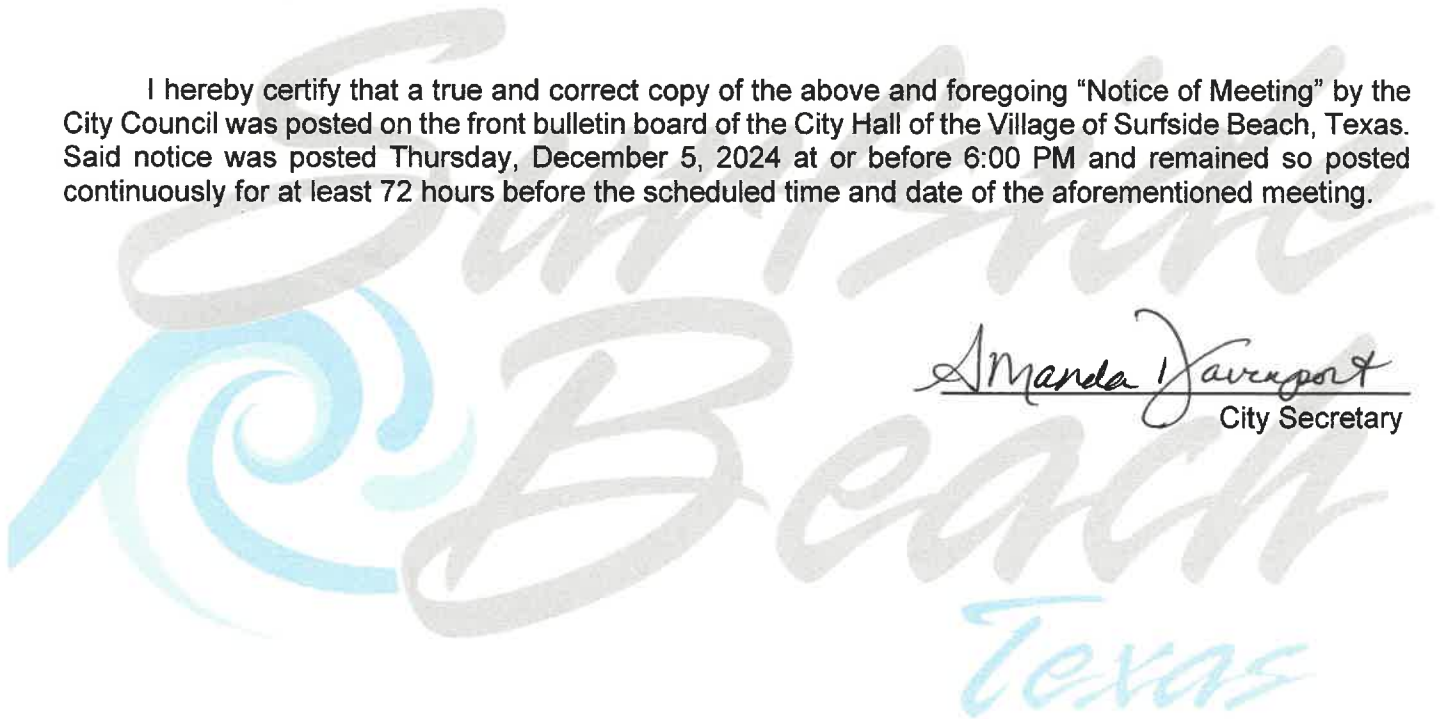 I hereby certify that a true and correct copy of the above and foregoing “Notice of Meeting” by the
City Council was posted on the front bulletin board of the City Hall of the Village of Surfside Beach, Texas.
Said notice was posted Thursday, December 5, 2024 at or before 6:00 PM and remained so posted
continuously for at least 72 hours before the scheduled time and date of the aforementioned meeting.
Amanda Davenport
City Secretary
Surfside
Beach
Texas